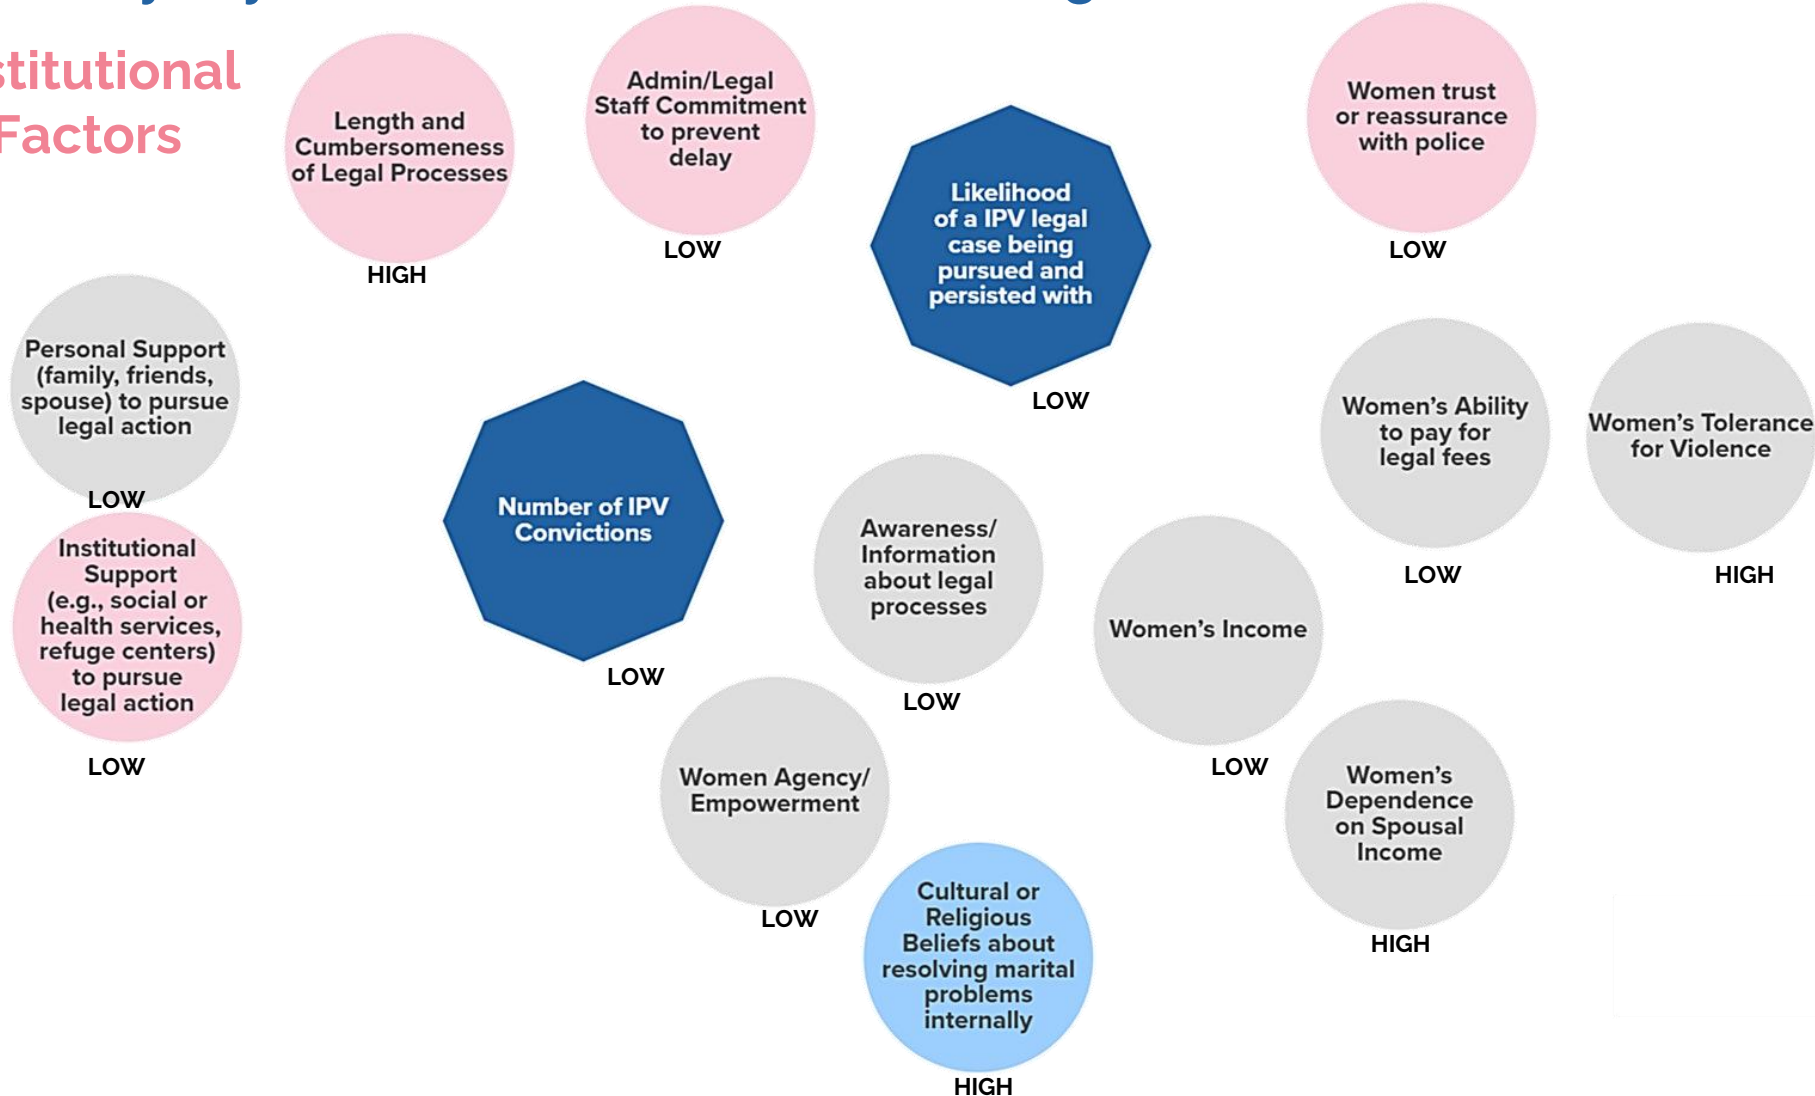 Factors
Length and
Cumbersomeness
of Legal Processes
HIGH
Admin/Legal
Staff Commitment
to prevent
delay
LOW
Likelihood
of a IPV legal
case being
pursued and
persisted with
LOW
Women trust
or reassurance
with police
LOW
Personal Support
(family, friends,
spouse) to pursue
legal action
LOW
Institutional
Support
(e.g., social or
health services,
refuge centers)
to pursue
legal action
LOW
Number of IPV
Convictions
LOW
Awareness/
Information
about legal
processes
LOW
Women's Income
LOW
Women’s Ability
to pay for
legal fees
LOW
Women’s Tolerance
for Violence
HIGH
Women Agency/
Empowerment
LOW
Cultural or
Religious
Beliefs about
resolving marital
problems
internally
HIGH
Women’s
Dependence
on Spousal
Income
HIGH